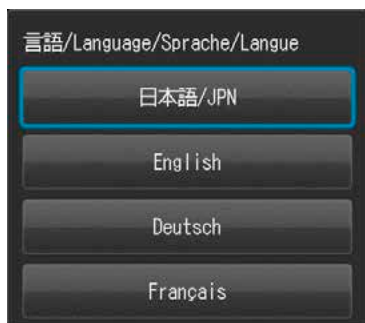 言語/Language/Sprache/Langue
日本語/JPN
English
Deutsch
Français